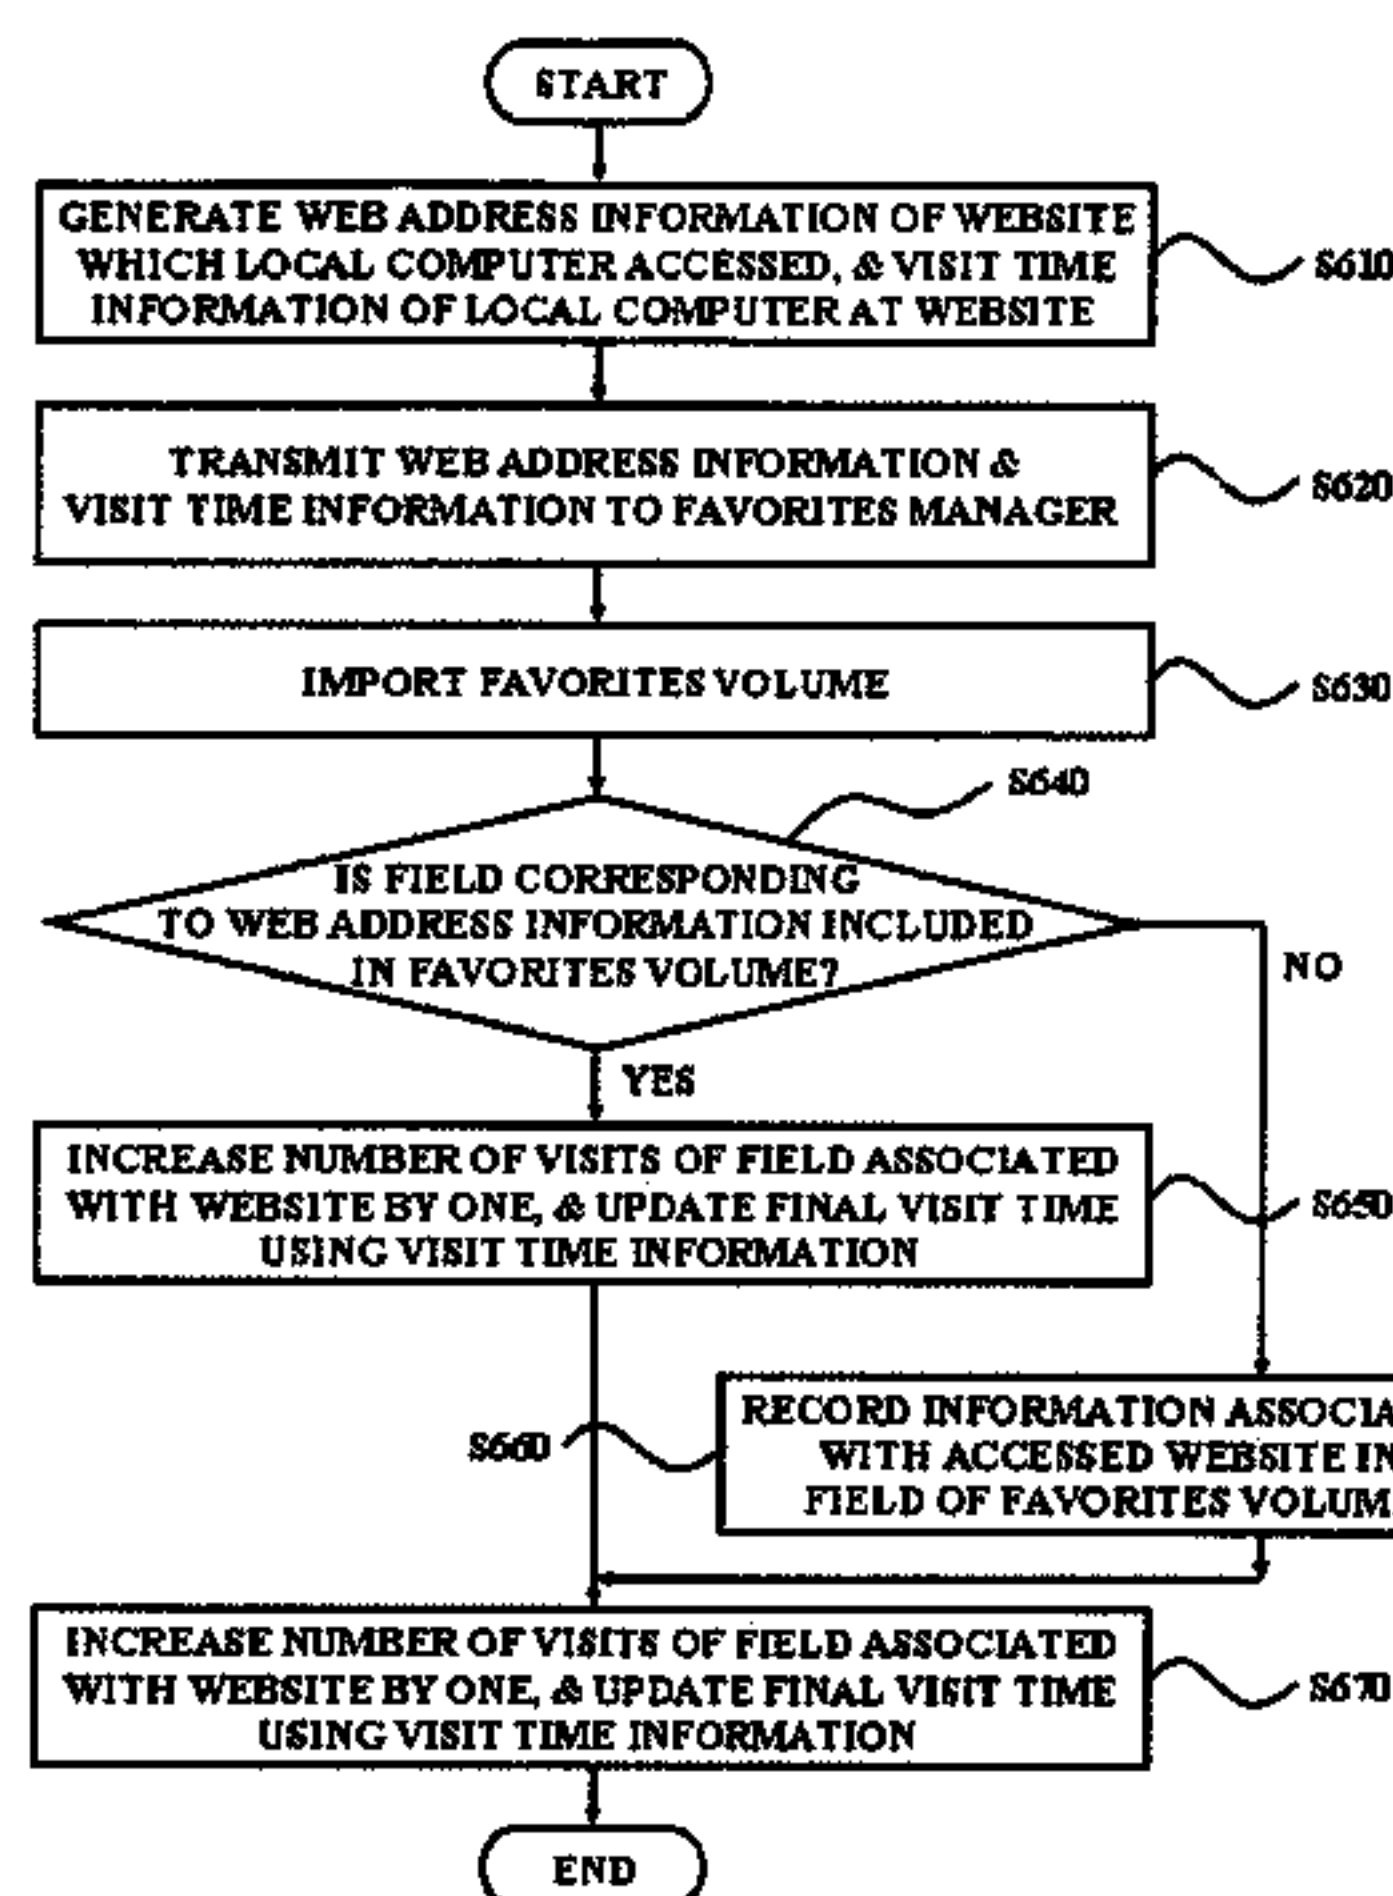 START
GENERATE WEB ADDRESS INFORMATION OF WEBSITE
WHICH LOCAL COMPUTER ACCESSED, & VISIT TIME
INFORMATION OF LOCAL COMPUTER AT WEBSITE
S610
TRANSMIT WEB ADDRESS INFORMATION &
VISIT TIME INFORMATION TO FAVORITES MANAGER
S620
IMPORT FAVORITES VOLUME
S630
S640
IS FIELD CORRESPONDING
TO WEB ADDRESS INFORMATION INCLUDED
IN FAVORITES VOLUME?
NO
YES
INCREASE NUMBER OF VISITS OF FIELD ASSOCIATED
WITH WEBSITE BY ONE, & UPDATE FINAL VISIT TIME
USING VISIT TIME INFORMATION
S650
RECORD INFORMATION
WITH ACCESSED WEBSITE IN
FIELD OF FAVORITES
S660
INCREASE NUMBER OF VISITS OF FIELD ASSOCIATED
WITH WEBSITE BY ONE, & UPDATE FINAL VISIT TIME
USING VISIT TIME INFORMATION
S670
END